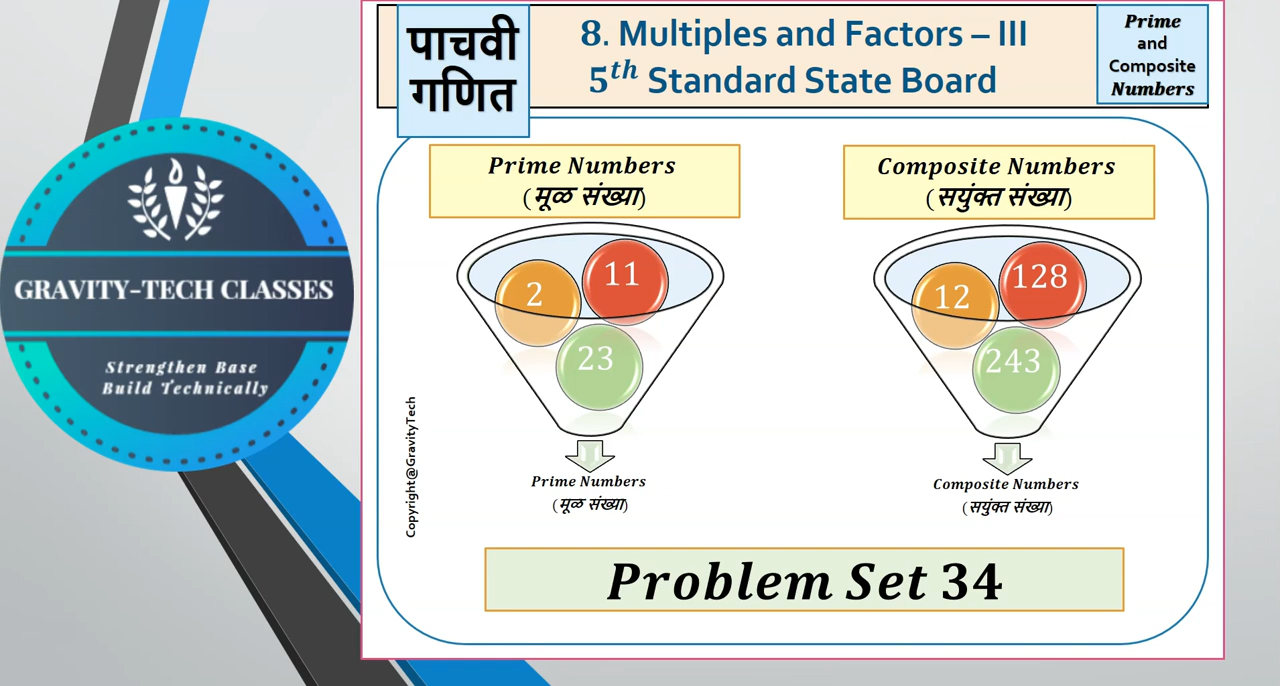 पाचवी
गणित
8. Multiples and Factors – III
5th Standard State Board
Prime
and
Composite
Numbers
GRAVITY-TECH CLASSES
Strengthen Base
Build Technically
Prime Numbers
(मूळ संख्या)
2
11
23
Prime Numbers
(मूळ संख्या)
Composite Numbers
(सयुंक्त संख्या)
12
128
243
Composite Numbers
(सयुंक्त संख्या)
Copyright@GravityTech
Problem Set 34